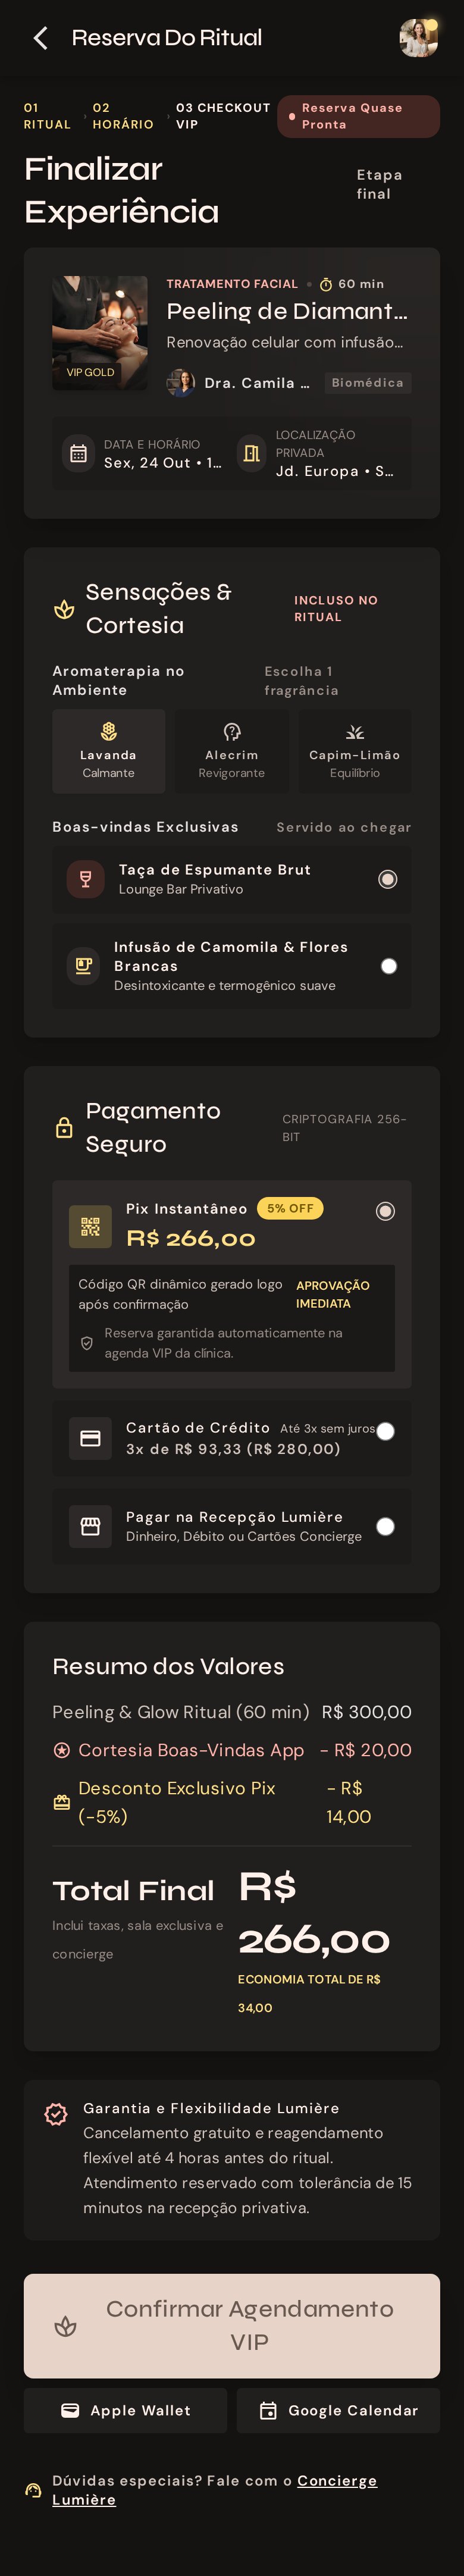 Reserva Do Ritual
01 RITUAL
›
02 HORÁRIO
›
03 CHECKOUT VIP
Reserva Quase Pronta
Finalizar
Experiência
Etapa
final
TRATAMENTO FACIAL • 60 min
VIP GOLD
Peeling de Diamant...
Renovação celular com infusão...
Dra. Camila ...
Biomédica
DATA E HORÁRIO
Sex, 24 Out • 1...
LOCALIZAÇÃO
PRIVADA
Jd. Europa • S...
Sensações &
Cortesia
INCLUSO NO
RITUAL
Aromaterapia no
Ambiente
Escolha 1
fragrância
Lavanda
Calmante
Alecrim
Revigorante
Capim-Limão
Equilíbrio
Boas-vindas Exclusivas
Servido ao chegar
Taça de Espumante Brut
Lounge Bar Privativo
Infusão de Camomila & Flores
Brancas
Desintoxicante e termogênico suave
Pagamento
Seguro
CRIPTOGRAFIA 256-
BIT
Pix Instantâneo 5% OFF
R$ 266,00
Código QR dinâmico gerado logo
após confirmação
APROVAÇÃO
IMEDIATA
Reserva garantida automaticamente na
agenda VIP da clínica.
Cartão de Crédito Até 3x sem juros
3x de R$ 93,33 (R$ 280,00)
Pagar na Recepção Lumière
Dinheiro, Débito ou Cartões Concierge
Resumo dos Valores
Peeling & Glow Ritual (60 min) R$ 300,00
Cortesia Boas-Vindas App - R$ 20,00
Desconto Exclusivo Pix
(-5%)
- R$
14,00
Total Final
Inclui taxas, sala exclusiva e
concierge
R$
266,00
ECONOMIA TOTAL DE R$
34,00
Garantia e Flexibilidade Lumière
Cancelamento gratuito e reagendamento
flexível até 4 horas antes do ritual.
Atendimento reservado com tolerância de 15
minutos na recepção privativa.
Confirmar Agendamento
VIP
Apple Wallet
Google Calendar
Dúvidas especiais? Fale com o Concierge
Lumière